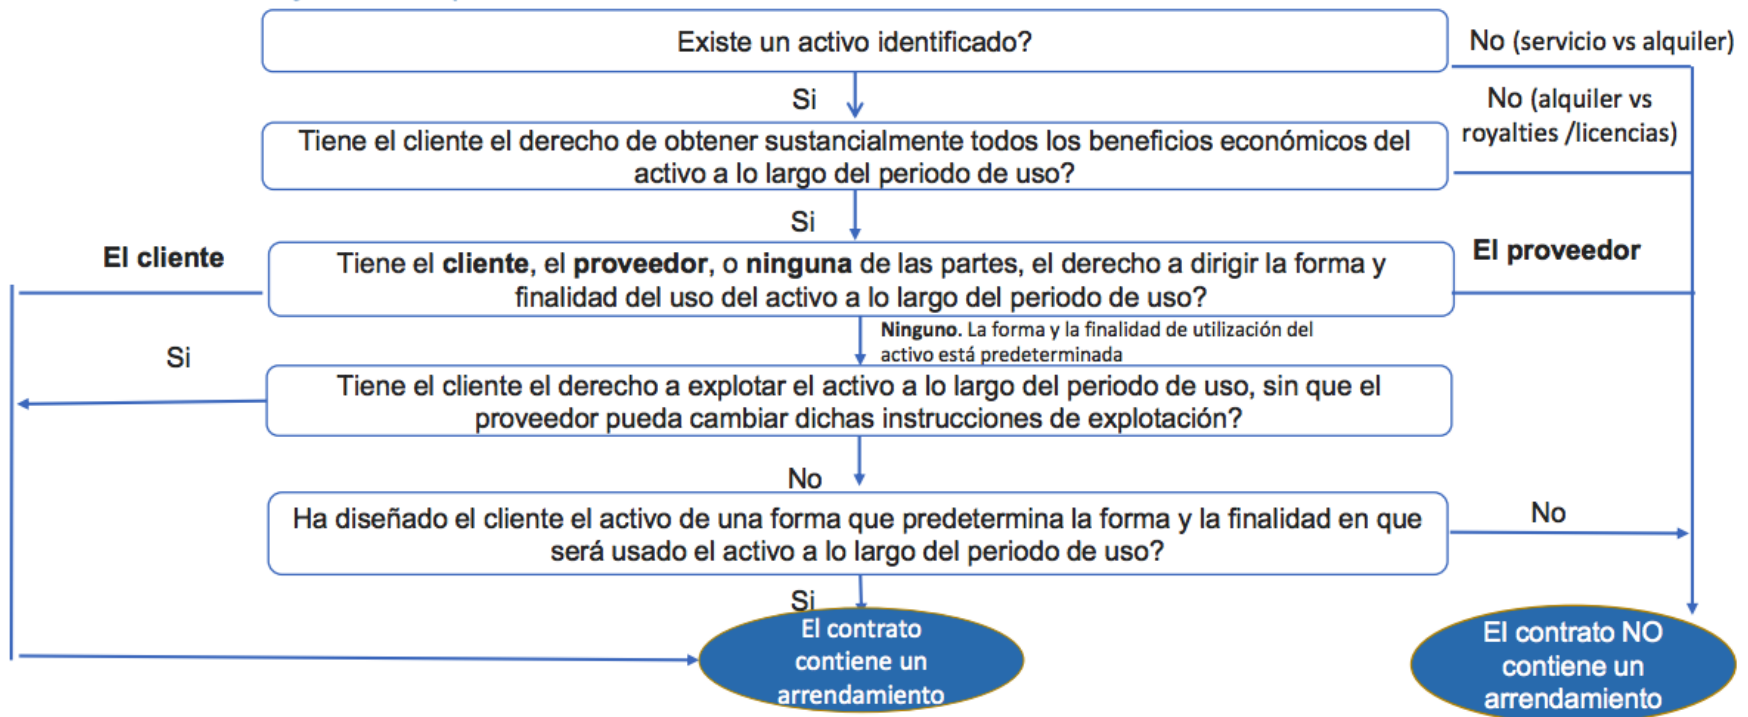 Existe un activo identificado?
No (servicio vs alquiler)
Si
No (alquiler vs
royalties /licencias)
Tiene el cliente el derecho de obtener sustancialmente todos los beneficios económicos del
activo a lo largo del periodo de uso?
Si
El cliente
Tiene el cliente, el proveedor, o ninguna de las partes, el derecho a dirigir la forma y
finalidad del uso del activo a lo largo del periodo de uso?
El proveedor
Ninguno. La forma y la finalidad de utilización del
activo está predeterminada
Si
Tiene el cliente el derecho a explotar el activo a lo largo del periodo de uso, sin que el
proveedor pueda cambiar dichas instrucciones de explotación?
No
Ha diseñado el cliente el activo de una forma que predetermina la forma y la finalidad en que
será usado el activo a lo largo del periodo de uso?
No
Si
El contrato
contiene un
arrendamiento
El contrato NO
contiene un
arrendamiento